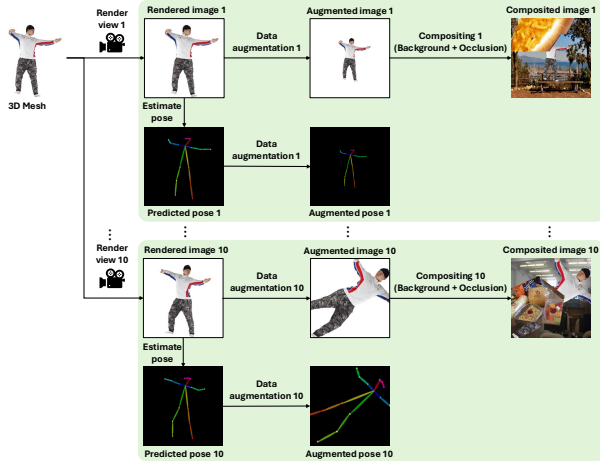 Render
view 1
Rendered image 1
Augmented image 1
Composited image 1
Data
augmentation 1
Compositing 1
(Background + Occlusion)
3D Mesh
Estimate
pose
Data
augmentation 1
Predicted pose 1
Augmented pose 1
Render
view 10
Rendered image 10
Augmented image 10
Composited image 10
Data
augmentation 10
Compositing 10
(Background + Occlusion)
Estimate
pose
Data
augmentation 10
Predicted pose 10
Augmented pose 10